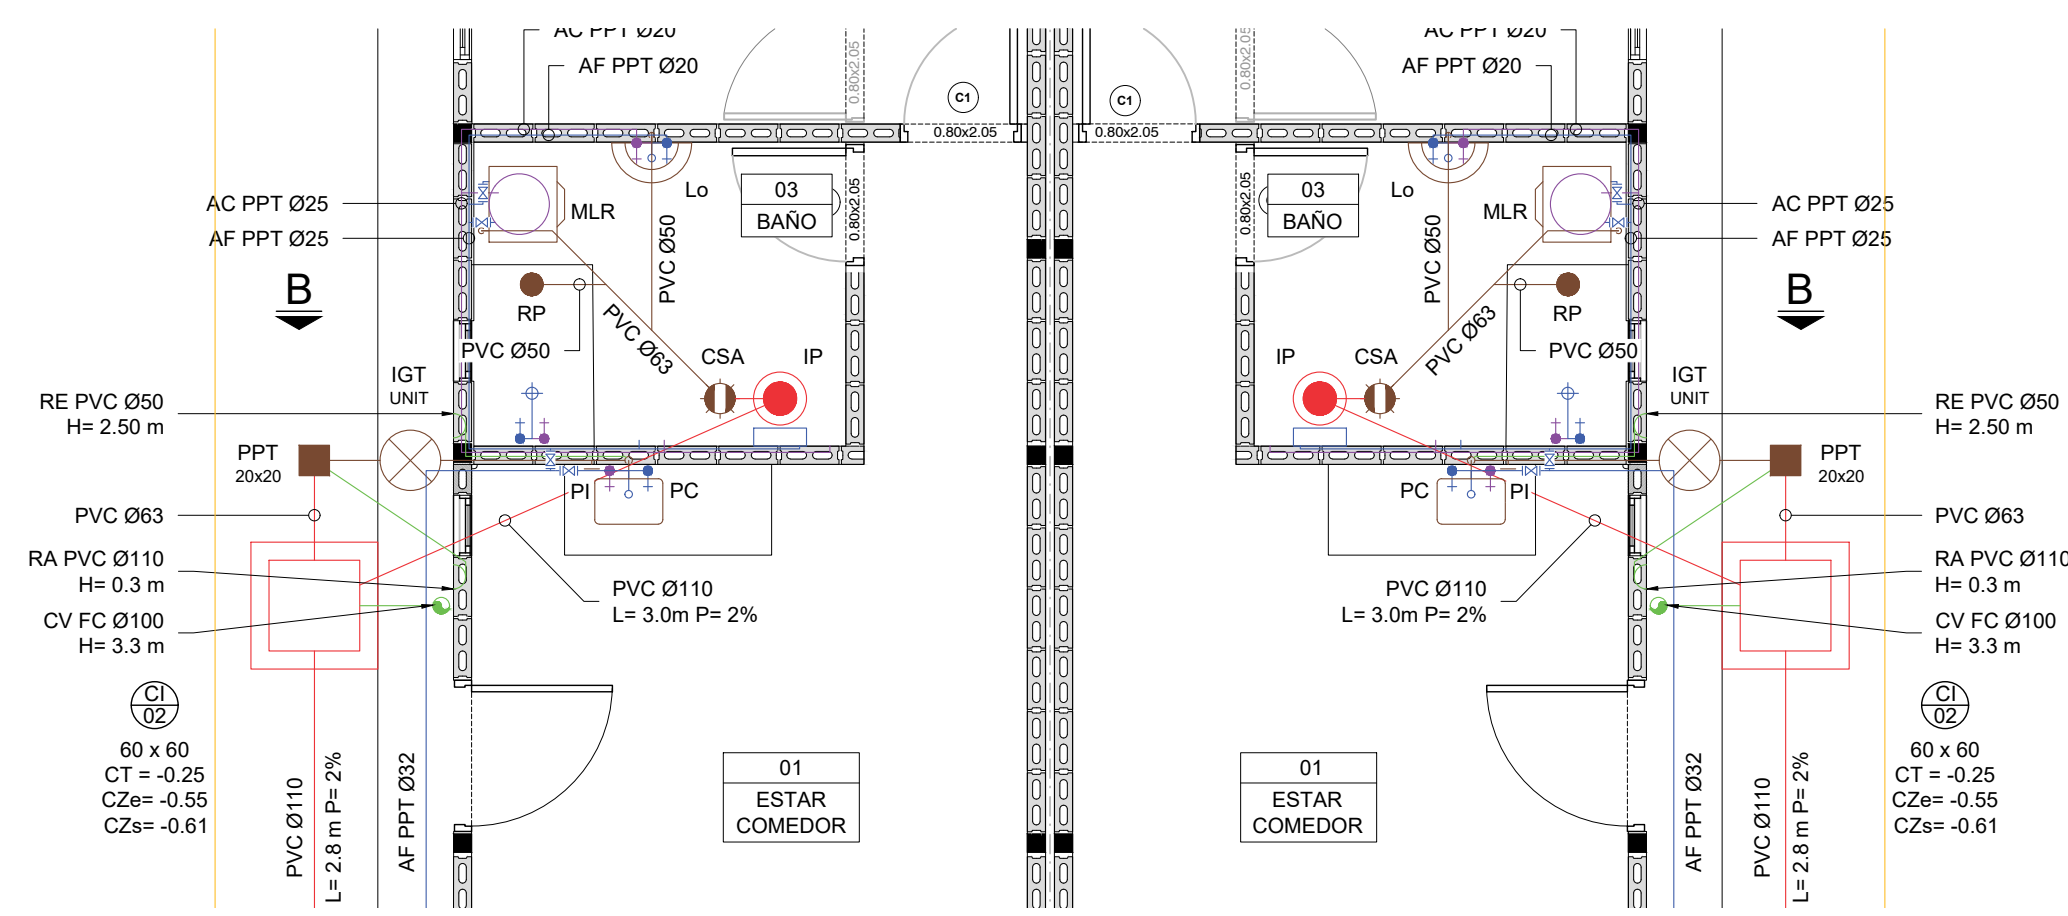 AC PPT Ø20
AF PPT Ø20
0.80x2.05
C1
0.80x2.05
AC PPT Ø25
AF PPT Ø25
B
MLR
Lo
PVC Ø50
03
BAÑO
0.80x2.05
RP
PVC Ø50
PVC Ø63
CSA
IP
IGT
UNIT
RE PVC Ø50
H= 2.50 m
PPT
20x20
PVC Ø63
RA PVC Ø110
H= 0.3 m
CV FC Ø100
H= 3.3 m
PI
PC
PVC Ø110
L= 3.0m P= 2%
CI
02
60 x 60
CT = -0.25
CZe= -0.55
CZs= -0.61
PVC Ø110
L= 2.8 m P= 2%
AF PPT Ø32
01
ESTAR
COMEDOR
AC PPT Ø20
AF PPT Ø20
0.80x2.05
C1
0.80x2.05
0.80x2.05
03
BAÑO
Lo
MLR
PVC Ø50
AC PPT Ø25
AF PPT Ø25
B
RP
PVC Ø50
PVC Ø63
IP
CSA
IGT
UNIT
RE PVC Ø50
H= 2.50 m
PPT
20x20
PVC Ø63
RA PVC Ø110
H= 0.3 m
CV FC Ø100
H= 3.3 m
PC
PI
PVC Ø110
L= 3.0m P= 2%
CI
02
60 x 60
CT = -0.25
CZe= -0.55
CZs= -0.61
01
ESTAR
COMEDOR
AF PPT Ø32
PVC Ø110
L= 2.8 m P= 2%